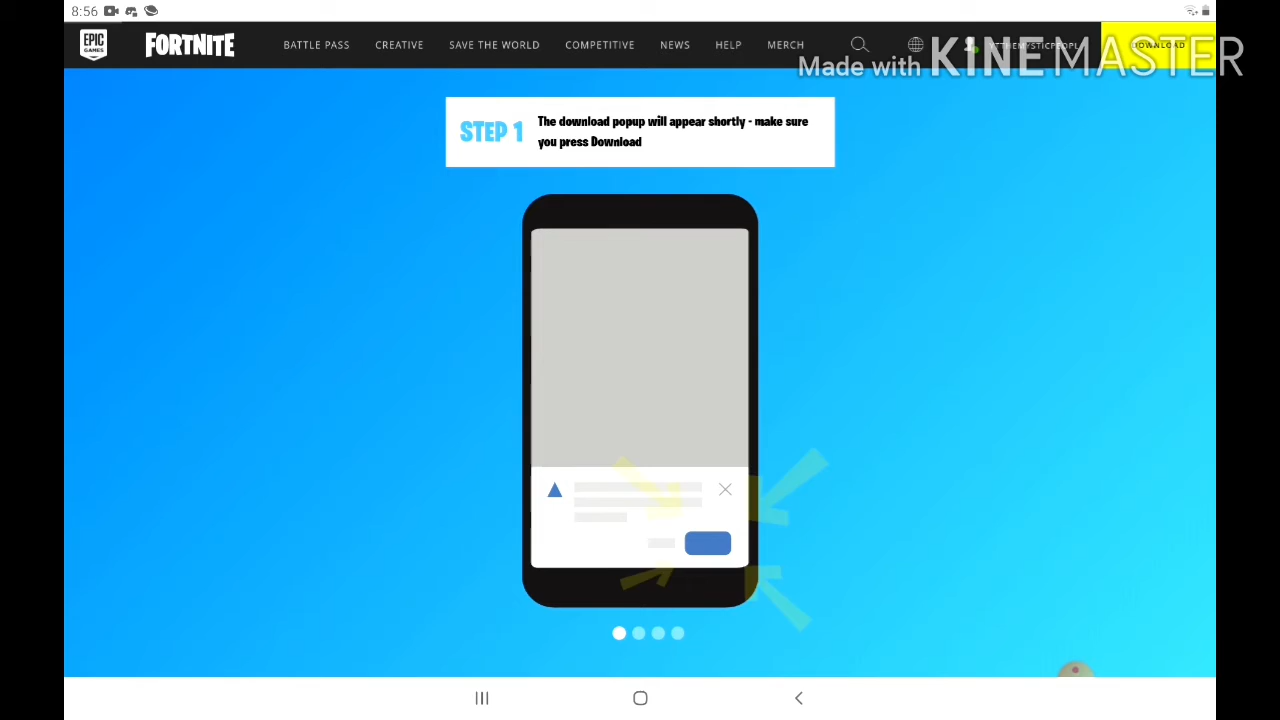 8:56
EPIC GAMES
FORTNITE
BATTLE PASS CREATIVE SAVE THE WORLD COMPETITIVE NEWS HELP MERCH
DOWNLOAD
Made with KINEMASTER
STEP 1
The download popup will appear shortly - make sure
you press Download